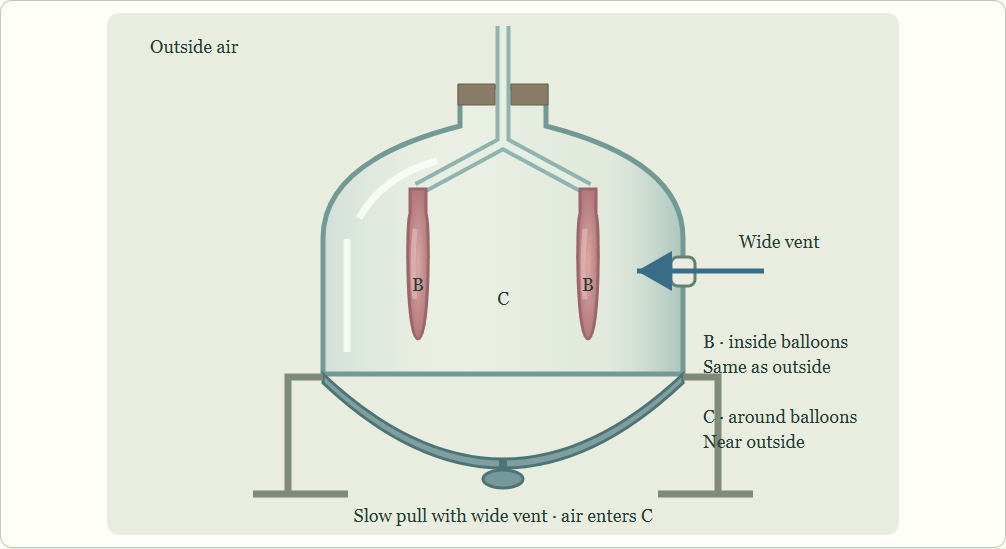 Outside air
Wide vent
B
B
C
B · inside balloons
Same as outside
C · around balloons
Near outside
Slow pull with wide vent · air enters C